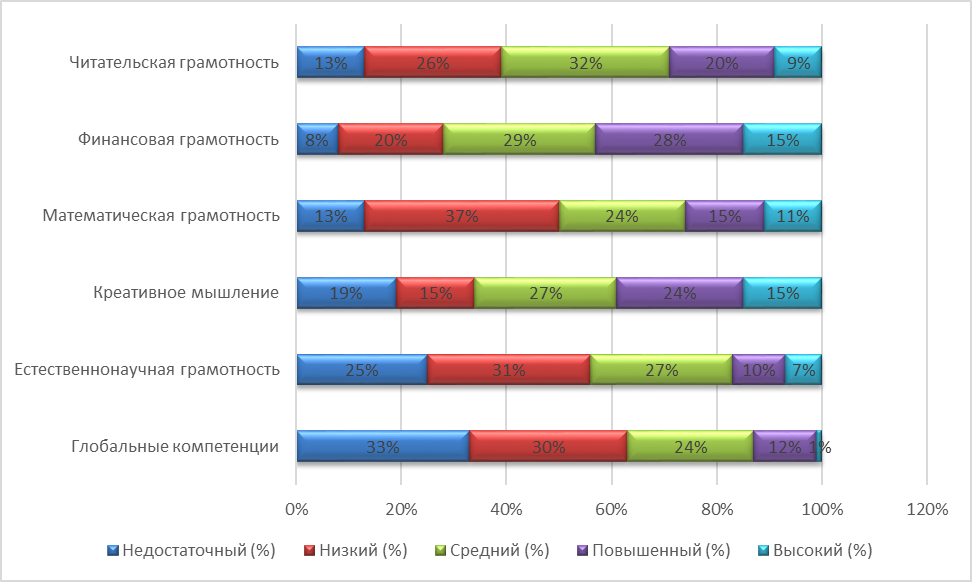 Читательская грамотность 13% 26% 32% 20% 9%
Финансовая грамотность 8% 20% 29% 28% 15%
Математическая грамотность 13% 37% 24% 15% 11%
Креативное мышление 19% 15% 27% 24% 15%
Естественнонаучная грамотность 25% 31% 27% 10% 7%
Глобальные компетенции 33% 30% 24% 12% 1%
0% 20% 40% 60% 80% 100% 120%
Недостаточный (%) Низкий (%) Средний (%) Повышенный (%) Высокий (%)